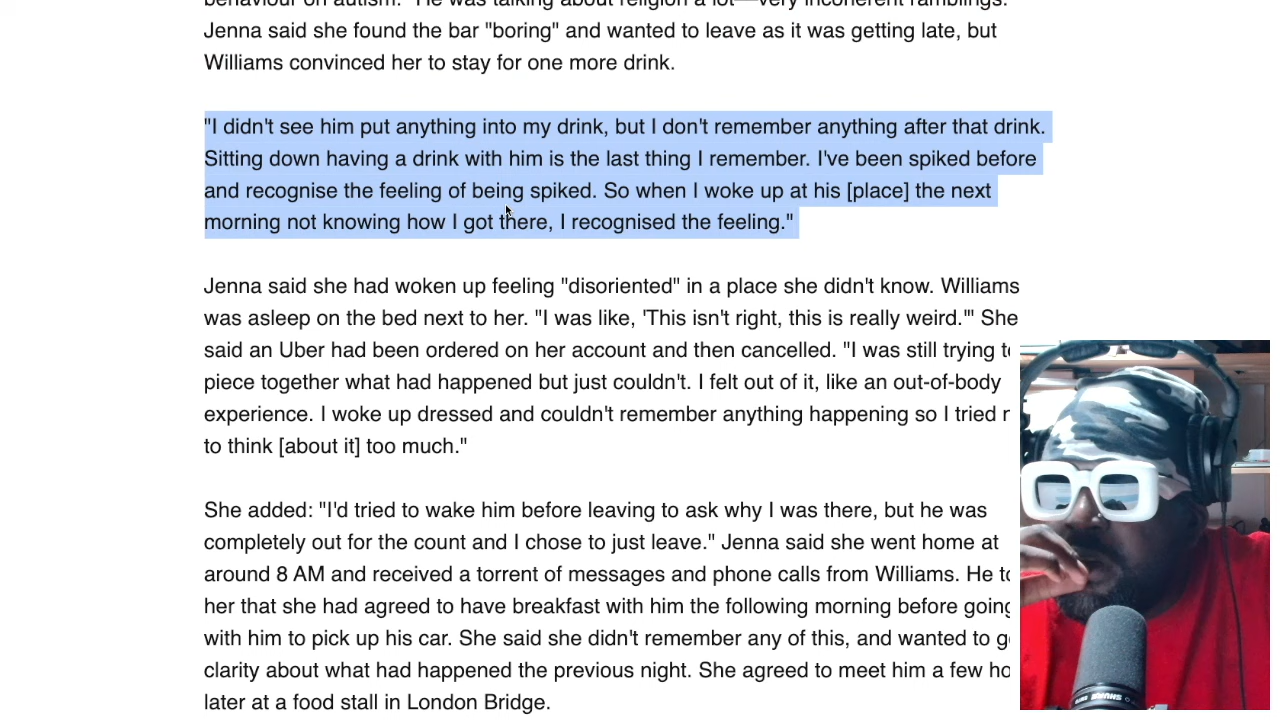 behaviour on autism. "He was talking about religion a lot—very incoherent ramblings."
Jenna said she found the bar "boring" and wanted to leave as it was getting late, but
Williams convinced her to stay for one more drink.
"I didn't see him put anything into my drink, but I don't remember anything after that drink.
Sitting down having a drink with him is the last thing I remember. I've been spiked before
and recognise the feeling of being spiked. So when I woke up at his [place] the next
morning not knowing how I got there, I recognised the feeling."
Jenna said she had woken up feeling "disoriented" in a place she didn't know. Williams
was asleep on the bed next to her. "I was like, 'This isn't right, this is really weird.'" She
said an Uber had been ordered on her account and then cancelled. "I was still trying
piece together what had happened but just couldn't. I felt out of it, like an out-of-body
experience. I woke up dressed and couldn't remember anything happening so I tried
to think [about it] too much."
She added: "I'd tried to wake him before leaving to ask why I was there, but he was
completely out for the count and I chose to just leave." Jenna said she went home at
around 8 AM and received a torrent of messages and phone calls from Williams. He
her that she had agreed to have breakfast with him the following morning before going
with him to pick up his car. She said she didn't remember any of this, and wanted to
clarity about what had happened the previous night. She agreed to meet him a few
later at a food stall in London Bridge.
SHURE